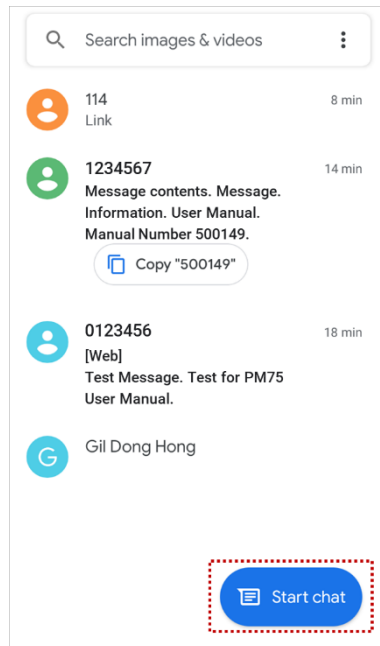 Search images & videos
114
8 min
Link
1234567
14 min
Message contents. Message.
Information. User Manual.
Manual Number 500149.
Copy "500149"
0123456
18 min
[Web]
Test Message. Test for PM75
User Manual.
G
Gil Dong Hong
Start chat